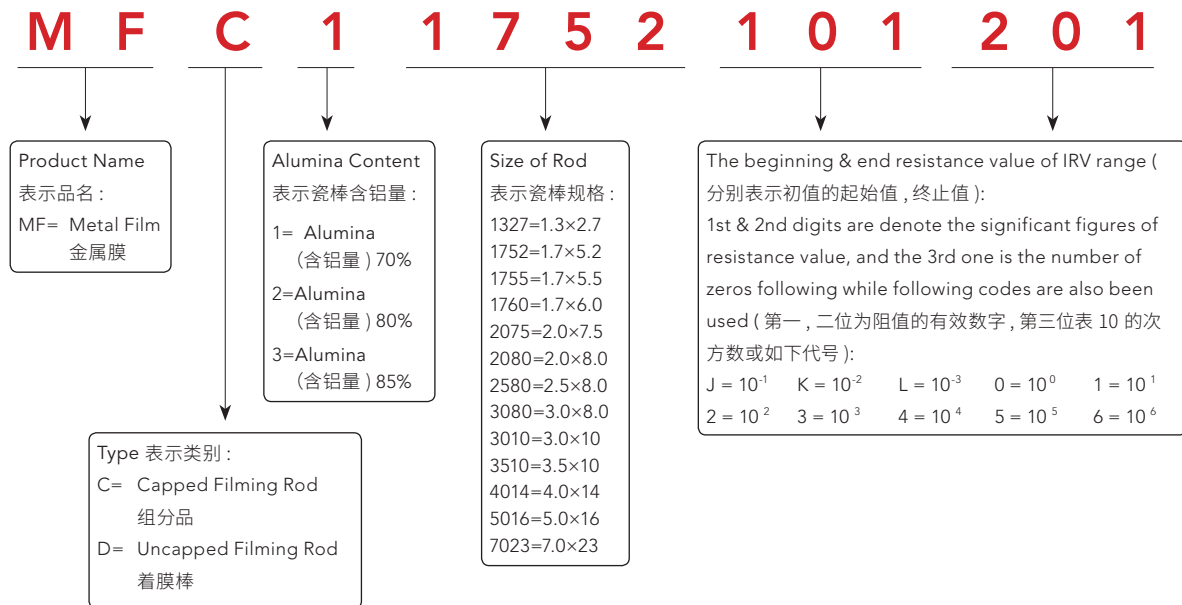 M F C 1 1 7 5 2 1 0 1 2 0 1
Product Name
表示品名 :
MF= Metal Film
金属膜
Type 表示类别 :
C= Capped Filming Rod
组分品
D= Uncapped Filming Rod
着膜棒
Alumina Content
表示瓷棒含铝量 :
1= Alumina
(含铝量 ) 70%
2=Alumina
(含铝量 ) 80%
3=Alumina
(含铝量 ) 85%
Size of Rod
表示瓷棒规格 :
1327=1.3×2.7
1752=1.7×5.2
1755=1.7×5.5
1760=1.7×6.0
2075=2.0×7.5
2080=2.0×8.0
2580=2.5×8.0
3080=3.0×8.0
3010=3.0×10
3510=3.5×10
4014=4.0×14
5016=5.0×16
7023=7.0×23
The beginning & end resistance value of IRV range (
分别表示初值的起始值 , 终止值 ):
1st & 2nd digits are denote the significant figures of
resistance value, and the 3rd one is the number of
zeros following while following codes are also been
used ( 第一 , 二位为阻值的有效数字 , 第三位表 10 的次
方数或如下代号 ):
J = 10⁻¹ K = 10⁻² L = 10⁻³ 0 = 10⁰ 1 = 10¹
2 = 10² 3 = 10³ 4 = 10⁴ 5 = 10⁵ 6 = 10⁶